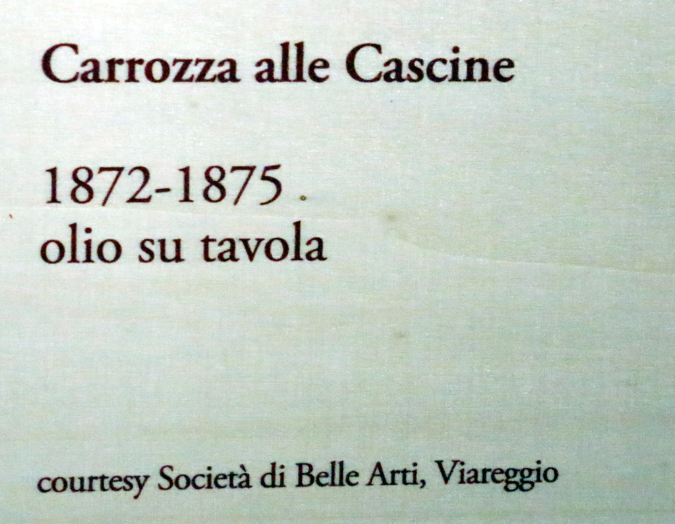 Carrozza alle Cascine
1872-1875
olio su tavola
courtesy Società di Belle Arti, Viareggio